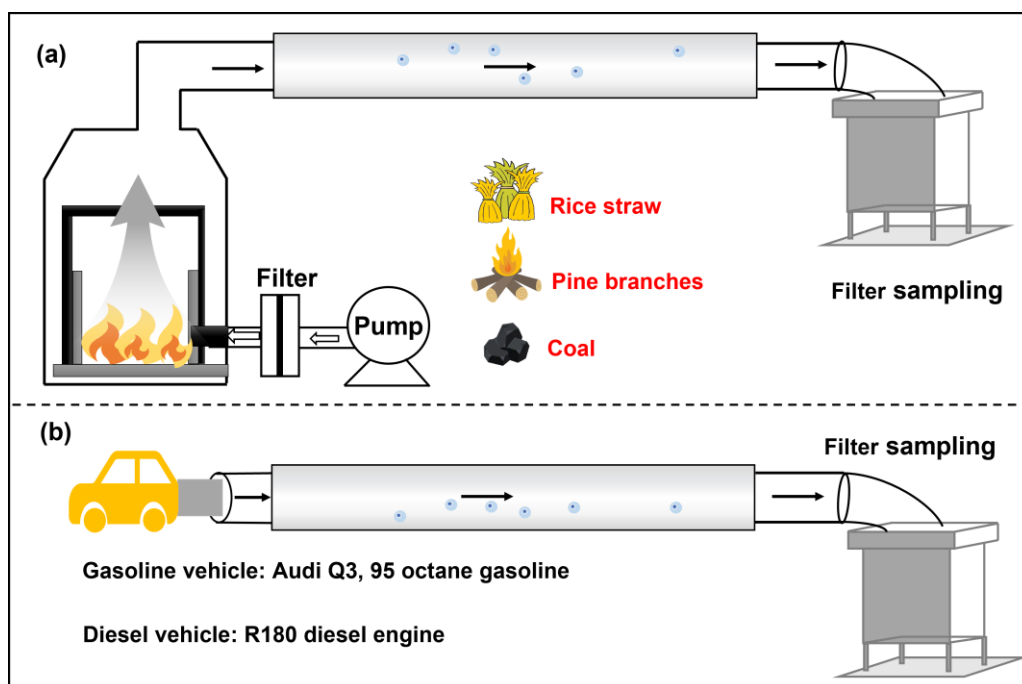 (a)
Rice straw
Filter
Pine branches
Filter sampling
Pump
Coal
(b)
Filter sampling
Gasoline vehicle: Audi Q3, 95 octane gasoline
Diesel vehicle: R180 diesel engine